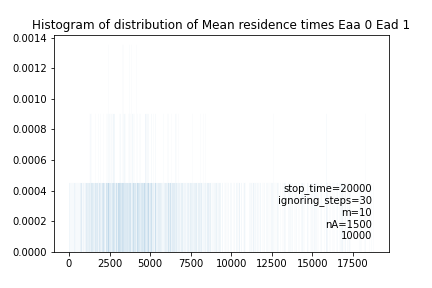 Histogram of distribution of Mean residence times Eaa 0 Ead 1
0.0014
0.0012
0.0010
0.0008
0.0006
0.0004
0.0002
0.0000
stop_time=20000
ignoring_steps=30
m=10
nA=1500
10000
0 2500 5000 7500 10000 12500 15000 17500